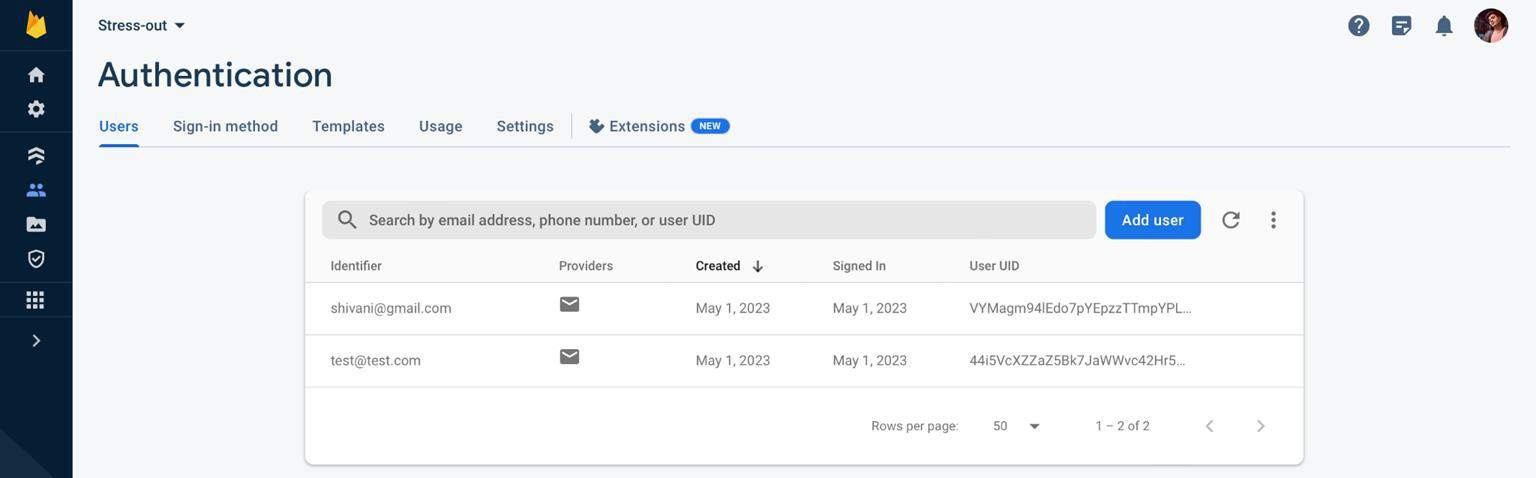 Stress-out
Authentication
Users Sign-in method Templates Usage Settings Extensions NEW
Search by email address, phone number, or user UID Add user
Identifier Providers Created Signed In User UID
shivani@gmail.com May 1, 2023 May 1, 2023 VYMagm94lEdo7pYEpzzTTmpYPL...
test@test.com May 1, 2023 May 1, 2023 44i5VcXZZaZ5Bk7JaWWvc42Hr5...
Rows per page: 50 1 – 2 of 2